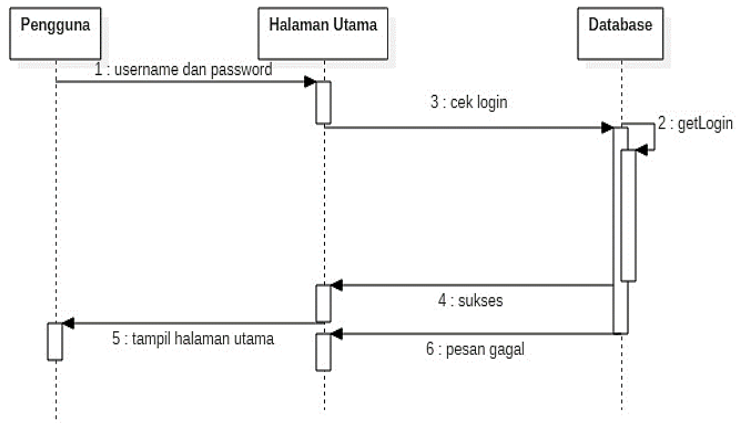 Pengguna
Halaman Utama
Database
1 : username dan password
3 : cek login
2 : getLogin
4 : sukses
5 : tampil halaman utama
6 : pesan gagal